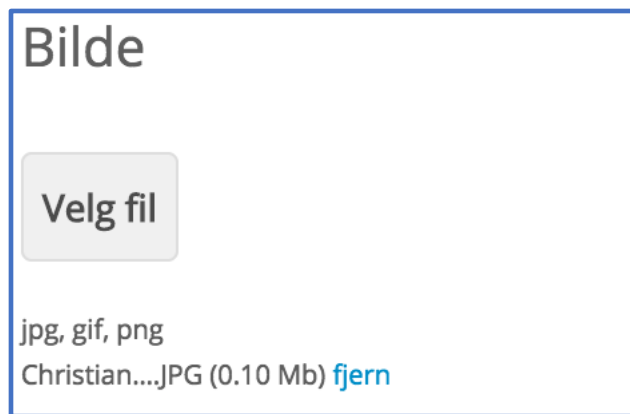 Bilde
Velg fil
jpg, gif, png
Christian....JPG (0.10 Mb) fjern